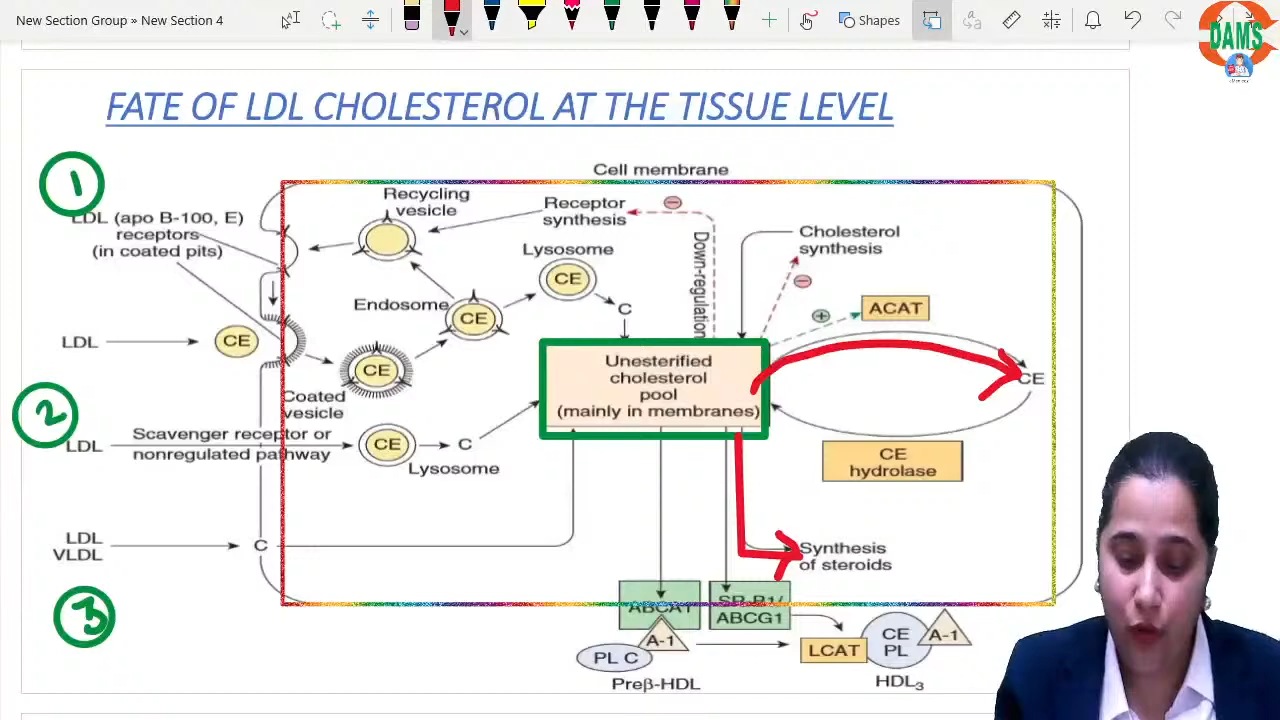 New Section Group » New Section 4
Shapes
DAMS
FATE OF LDL CHOLESTEROL AT THE TISSUE LEVEL
1
Cell membrane
Recycling
vesicle
Receptor
synthesis
−
LDL (apo B-100, E)
receptors
(in coated pits)
Lysosome
CE
Down-regulation
Cholesterol
synthesis
−
Endosome
CE
C
+
ACAT
LDL
CE
CE
Coated
vesicle
Unesterified
cholesterol
pool
(mainly in membranes)
CE
2
LDL
Scavenger receptor or
nonregulated pathway
CE
C
Lysosome
CE
hydrolase
LDL
VLDL
C
Synthesis
of steroids
3
ABCA1
SR-B1/
ABCG1
A-1
PL C
Preβ-HDL
LCAT
CE
PL
A-1
HDL3